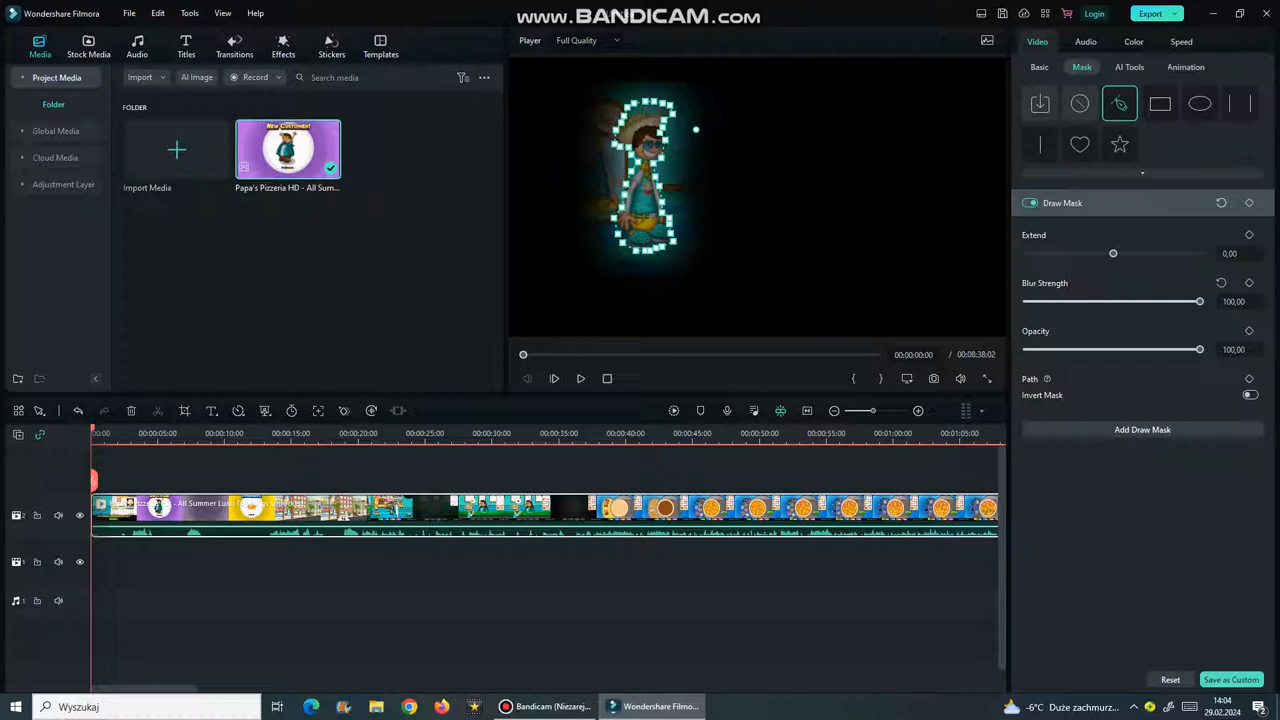 Wondershare Filmora
File
Edit
Tools
View
Help
www.BANDICAM.com
Login
Export
Media
Stock Media
Audio
Titles
Transitions
Effects
Stickers
Templates
Player
Full Quality
Video
Audio
Color
Speed
Project Media
Import
AI Image
Record
Search media
Basic
Mask
AI Tools
Animation
Folder
Global Media
Cloud Media
Adjustment Layer
FOLDER
NEW CUSTOMER!
Import Media
Papa's Pizzeria HD - All Sum...
Draw Mask
Extend
0,00
Blur Strength
100,00
Opacity
100,00
Path
Invert Mask
Add Draw Mask
00:00:00:00
/
00:08:38:02
00:00
00:00:05:00
00:00:10:00
00:00:15:00
00:00:20:00
00:00:25:00
00:00:30:00
00:00:35:00
00:00:40:00
00:00:45:00
00:00:50:00
00:00:55:00
00:01:00:00
00:01:05:00
- All Summer Luau
2
1
1
Reset
Save as Custom
Wyszukaj
Bandicam (Niezarej...
Wondershare Filmo...
-6°C Duże zachmurz...
14:04
29.02.2024